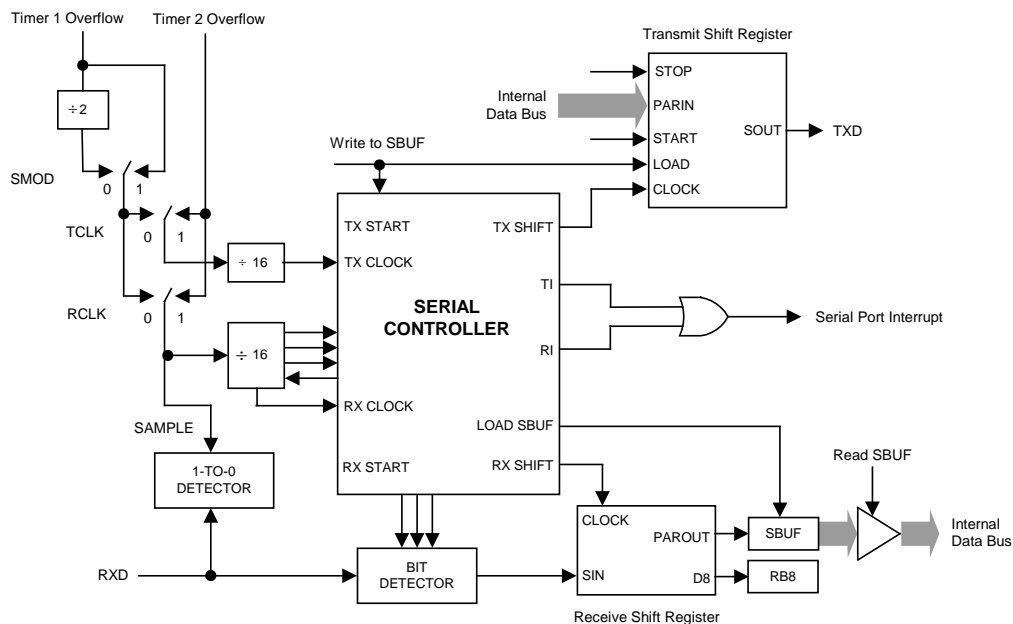 Timer 1 Overflow
Timer 2 Overflow
÷2
SMOD
0
1
TCLK
0
1
÷ 16
RCLK
0
1
÷ 16
SAMPLE
1-TO-0
DETECTOR
RXD
Write to SBUF
TX START
TX CLOCK
SERIAL
CONTROLLER
RX CLOCK
RX START
TX SHIFT
TI
RI
LOAD SBUF
RX SHIFT
BIT
DETECTOR
Transmit Shift Register
Internal
Data Bus
STOP
PARIN
START
LOAD
CLOCK
SOUT
TXD
Serial Port Interrupt
CLOCK
PAROUT
SIN
D8
Receive Shift Register
SBUF
RB8
Read SBUF
Internal
Data Bus